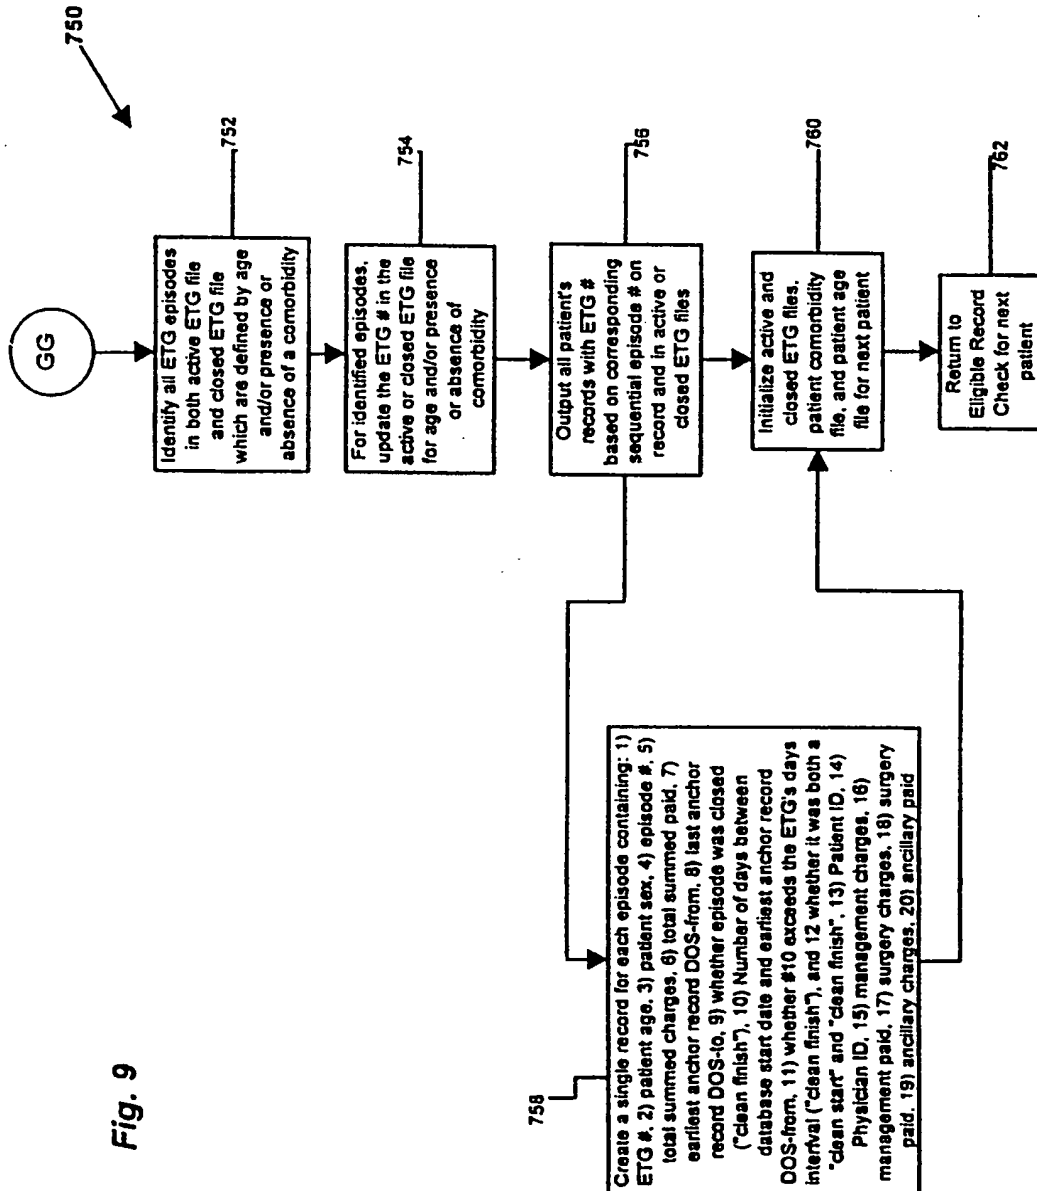 750
GG
752
Identify all ETG episodes
in both active ETG file
and closed ETG file
which are defined by age
and/or presence or
absence of a comorbidity
754
For identified episodes,
update the ETG # in the
active or closed ETG file
for age and/or presence
or absence of
comorbidity
756
Output all patient's
records with ETG #
based on corresponding
sequential episode # on
record and in active or
closed ETG files
760
Initialize active and
closed ETG files,
patient comorbidity
file, and patient age
file for next patient
762
Return to
Eligible Record
Check for next
patient
758
Create a single record for each episode containing: 1)
ETG #, 2) patient age, 3) patient sex, 4) episode #, 5)
total summed charges, 6) total summed paid, 7)
earliest anchor record DOS-from, 8) last anchor
record DOS-to, 9) whether episode was closed
("clean finish"), 10) Number of days between
database start date and earliest anchor record
DOS-from, 11) whether #10 exceeds the ETG's days
interval ("clean finish"), and 12 whether it was both a
"clean start" and "clean finish", 13) Patient ID, 14)
Physician ID, 15) management charges, 16)
management paid, 17) surgery charges, 18) surgery
paid, 19) ancillary charges, 20) ancillary paid
Fig. 9